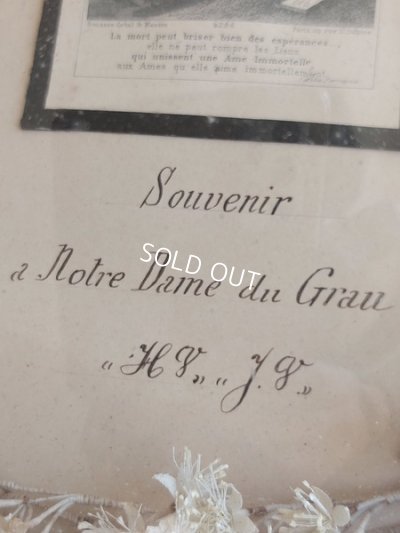 La mort peut briser bien des espérances...
elle ne peut rompre les Liens
qui unissent une Ame Immortelle
aux Ames qu'elle aime immortellement
Souvenir
a Notre Dame du Grau
SOLD OUT
"H V" "J. V."